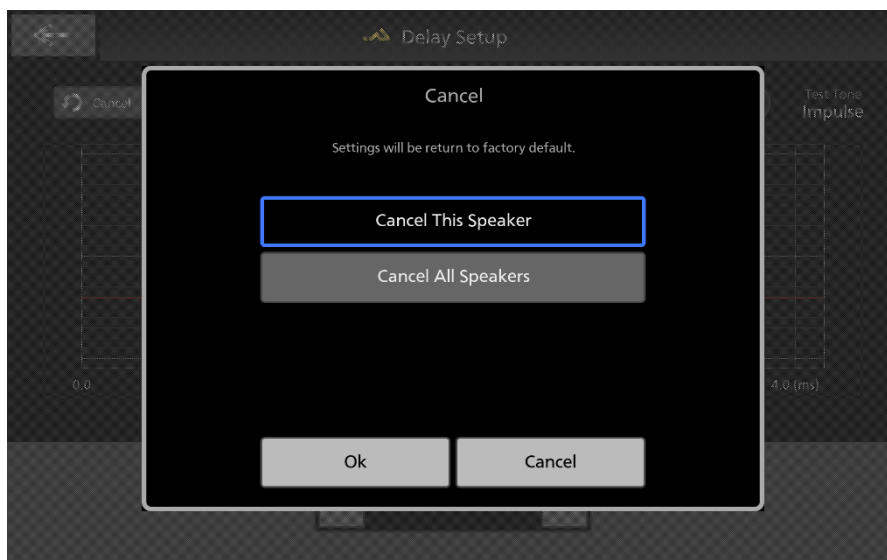 Delay Setup
Cancel
Test Tone
Impulse
Cancel
Settings will be return to factory default.
Cancel This Speaker
Cancel All Speakers
0.0
4.0 (ms)
Ok
Cancel